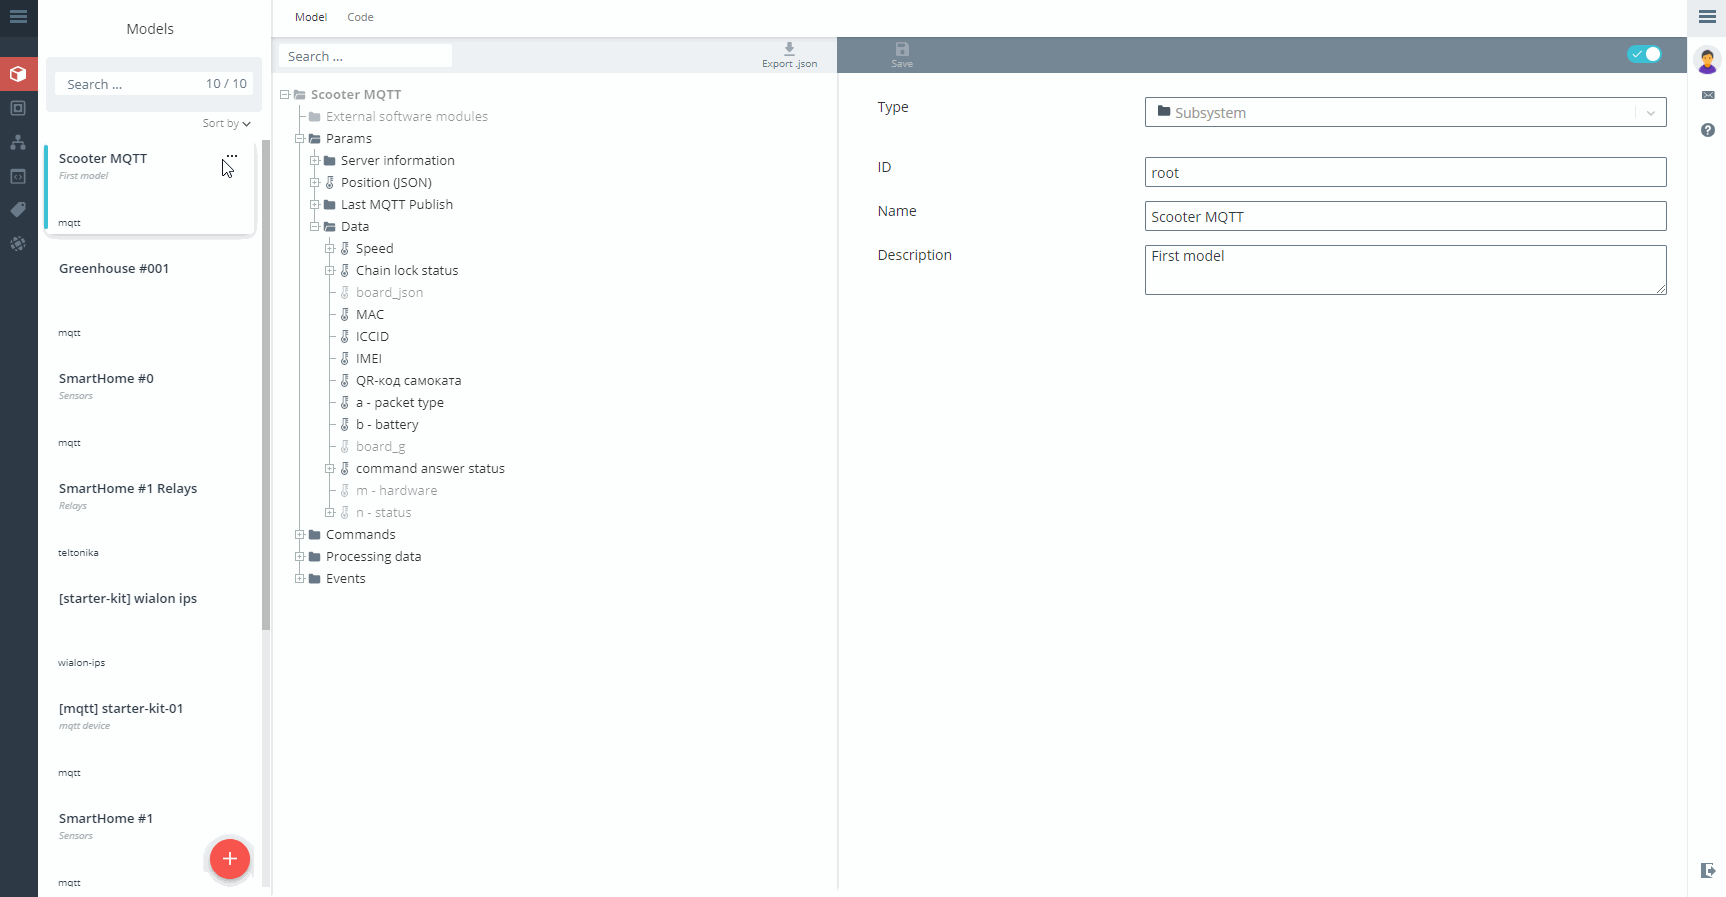 Models
Search ... 10 / 10
Sort by
Scooter MQTT
First model
mqtt
Greenhouse #001
mqtt
SmartHome #0
Sensors
mqtt
SmartHome #1 Relays
Relays
teltonika
[starter-kit] wialon ips
wialon-ips
[mqtt] starter-kit-01
mqtt device
mqtt
SmartHome #1
Sensors
mqtt
Model Code
Search ...
Export .json
Scooter MQTT
External software modules
Params
Server information
Position (JSON)
Last MQTT Publish
Data
Speed
Chain lock status
board_json
MAC
ICCID
IMEI
QR-код самоката
a - packet type
b - battery
board_g
command answer status
m - hardware
n - status
Commands
Processing data
Events
Save
Type Subsystem
ID root
Name Scooter MQTT
Description First model